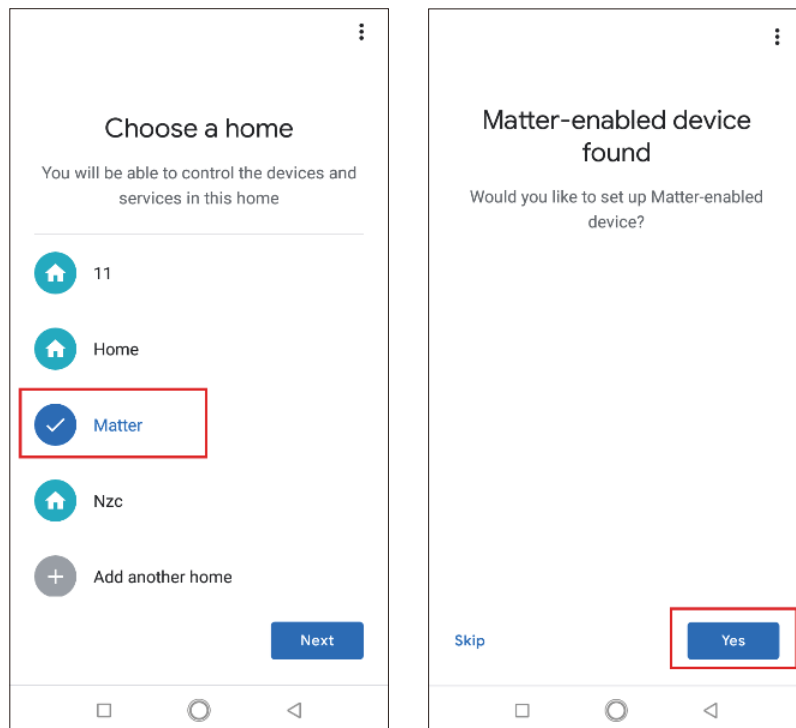 Choose a home
You will be able to control the devices and
services in this home
11
Home
Matter
Nzc
Add another home
Next
Matter-enabled device
found
Would you like to set up Matter-enabled
device?
Skip
Yes